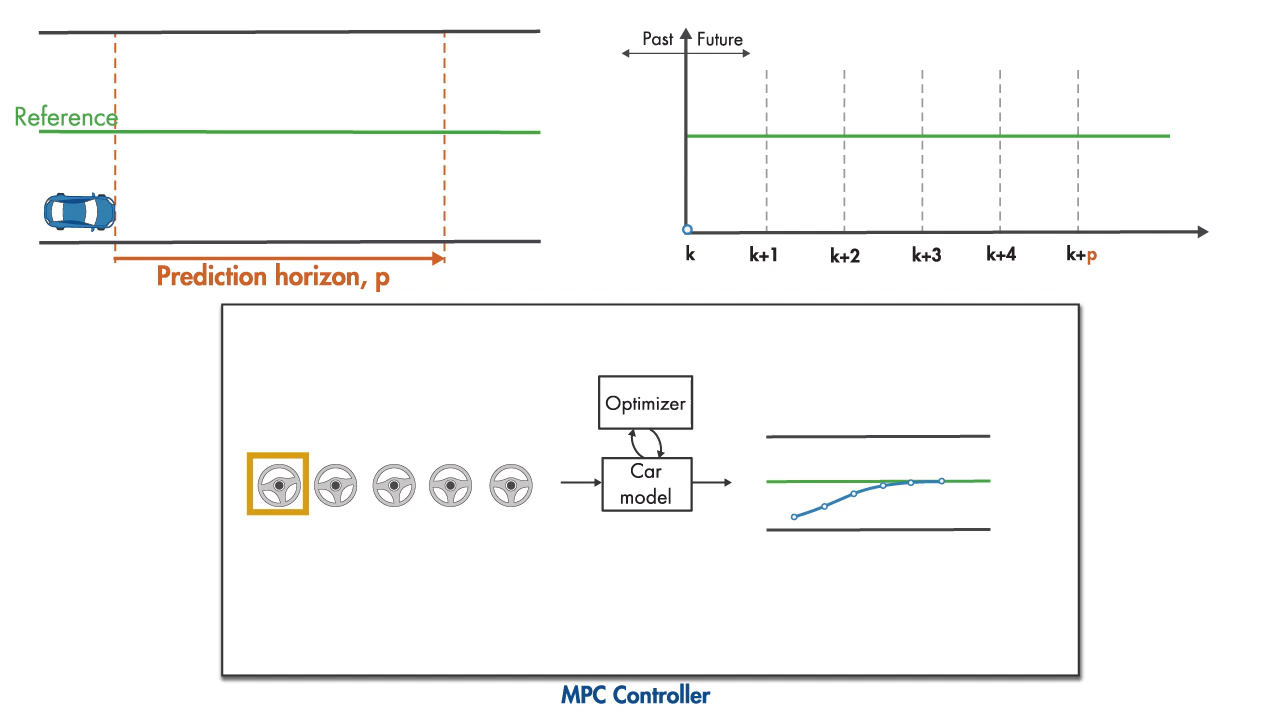 Reference
Prediction horizon, p
Past
Future
k
k+1
k+2
k+3
k+4
k+p
Optimizer
Car
model
MPC Controller